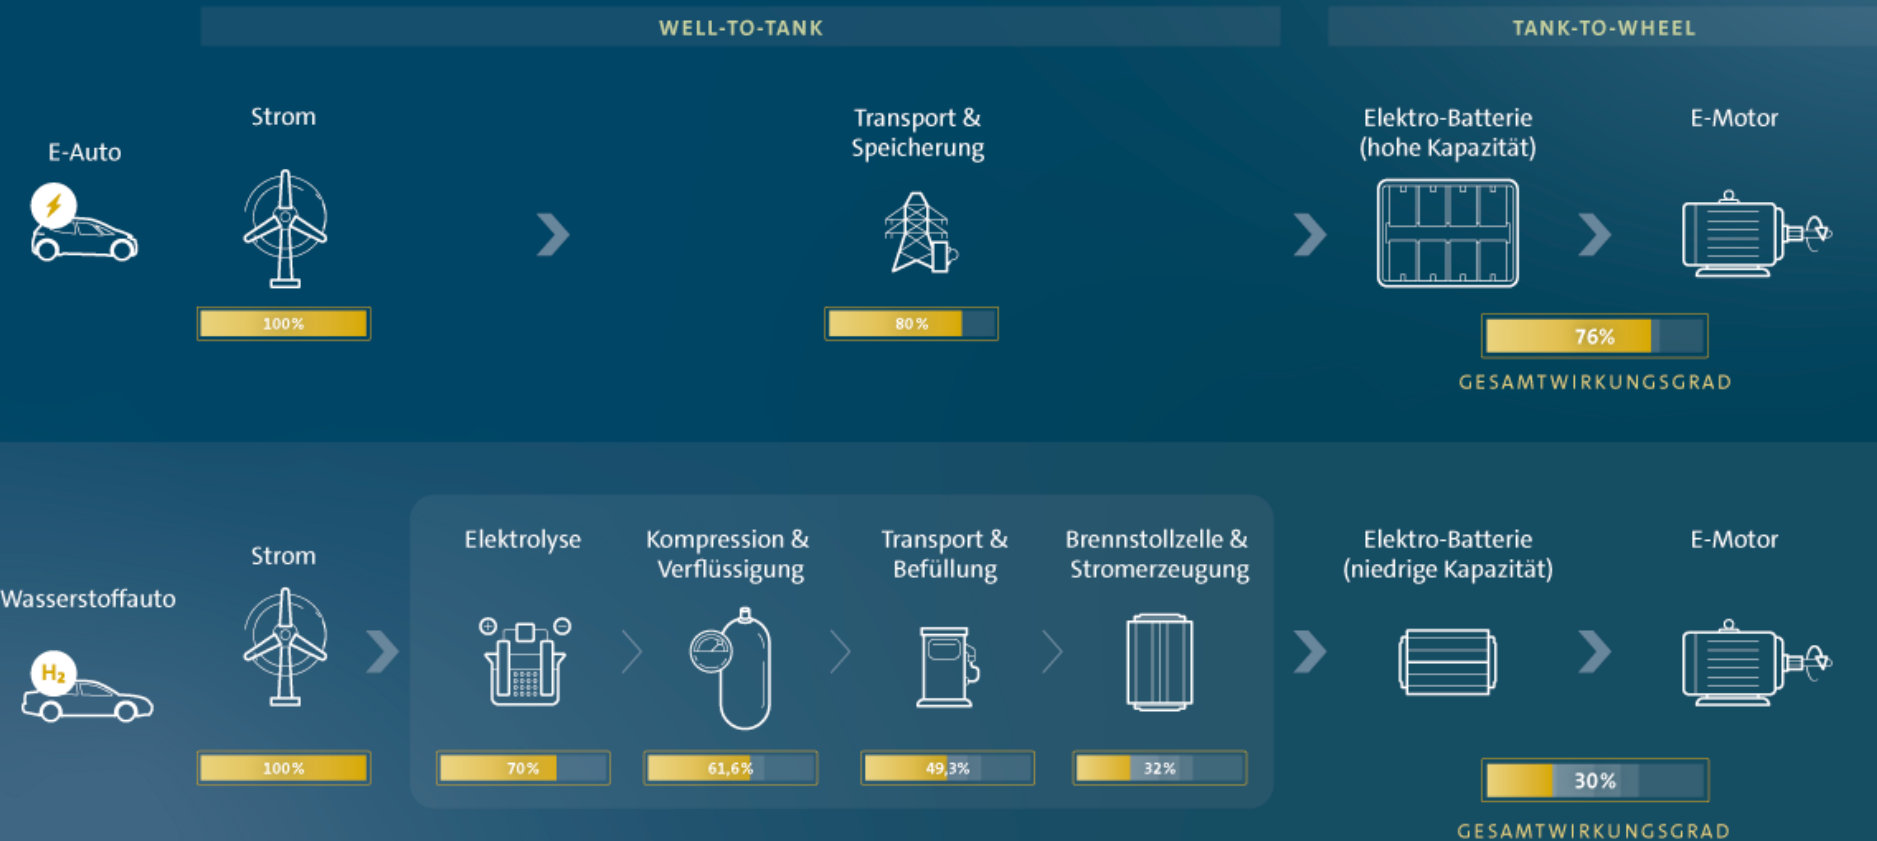 WELL-TO-TANK
TANK-TO-WHEEL
E-Auto
Strom
Transport &
Speicherung
Elektro-Batterie
(hohe Kapazität)
E-Motor
100%
80%
76%
GESAMTWIRKUNGSGRAD
Wasserstoffauto
H₂
Strom
Elektrolyse
Kompression &
Verflüssigung
Transport &
Befüllung
Brennstollzelle &
Stromerzeugung
Elektro-Batterie
(niedrige Kapazität)
E-Motor
100%
70%
61,6%
49,3%
32%
30%
GESAMTWIRKUNGSGRAD